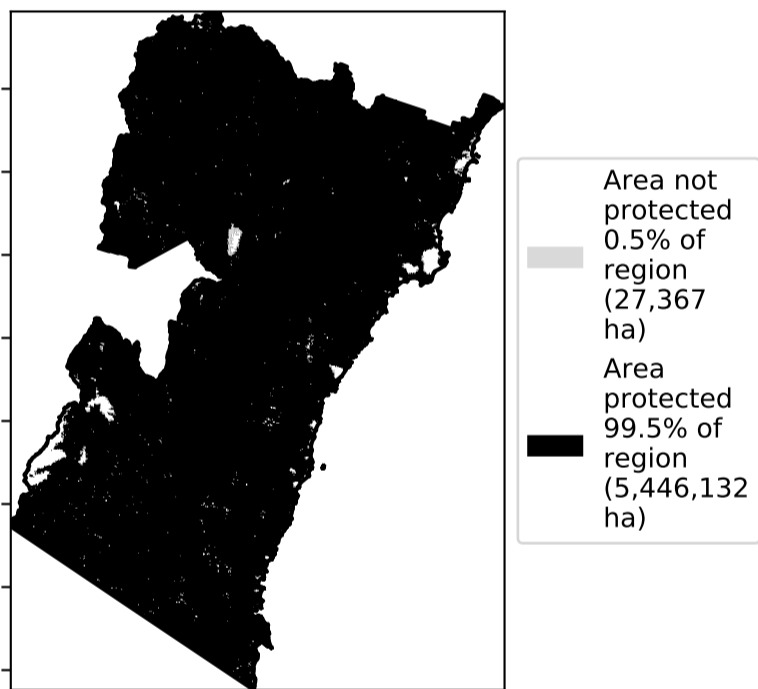 Area not
protected
0.5% of
region
(27,367
ha)
Area
protected
99.5% of
region
(5,446,132
ha)